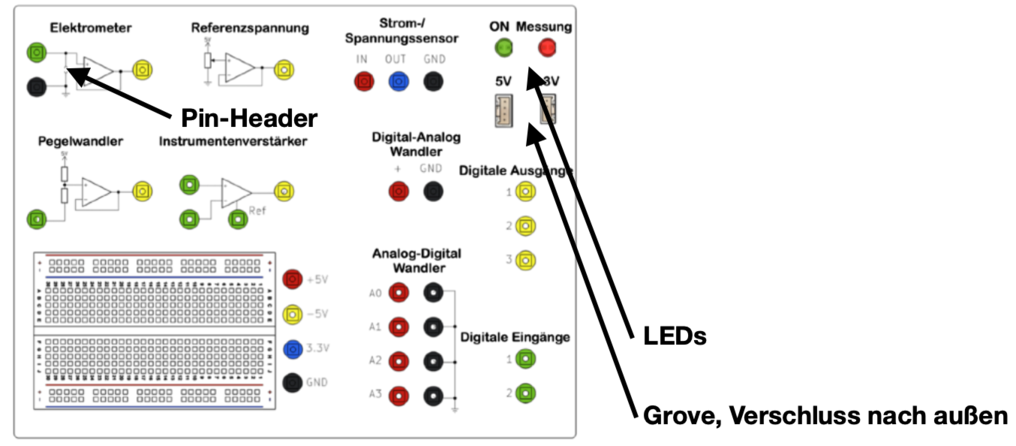 Elektrometer
Referenzspannung
Strom-/
Spannungssensor
IN OUT GND
ON Messung
5V
3V
Pin-Header
Pegelwandler
Instrumentenverstärker
5V
5V
Ref
Digital-Analog
Wandler
+ GND
Digitale Ausgänge
1
2
3
Analog-Digital
Wandler
A0
A1
A2
A3
+5V
-5V
3.3V
GND
Digitale Eingänge
1
2
LEDs
Grove, Verschluss nach außen